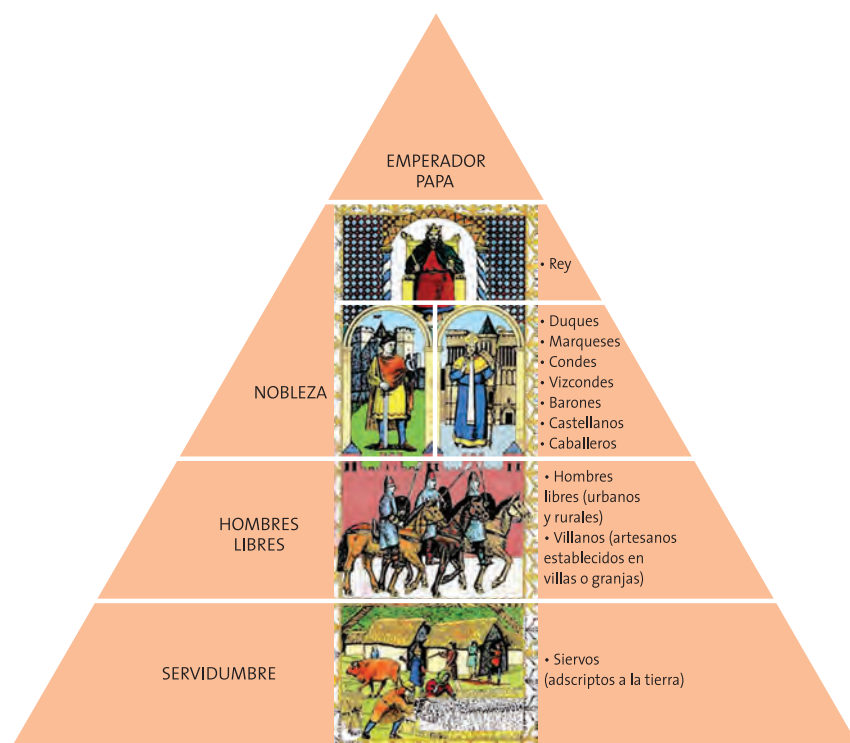 EMPERADOR
PAPA
• Rey
NOBLEZA
• Duques
• Marqueses
• Condes
• Vizcondes
• Barones
• Castellanos
• Caballeros
HOMBRES
LIBRES
• Hombres
libres (urbanos
y rurales)
• Villanos (artesanos
establecidos en
villas o granjas)
SERVIDUMBRE
• Siervos
(adscriptos a la tierra)